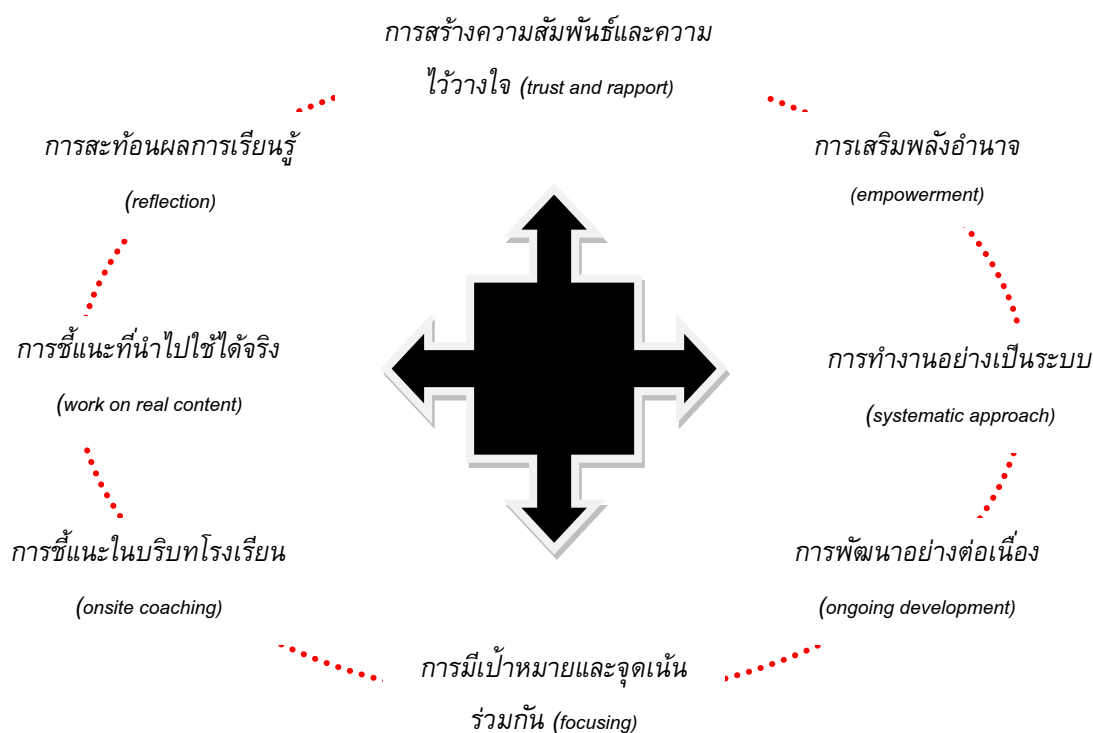 การสร้างความสัมพันธ์และความ
ไว้วางใจ (trust and rapport)
การสะท้อนผลการเรียนรู้
(reflection)
การเสริมพลังอำนาจ
(empowerment)
การชี้แนะที่นำไปใช้ได้จริง
(work on real content)
การทำงานอย่างเป็นระบบ
(systematic approach)
การชี้แนะในบริบทโรงเรียน
(onsite coaching)
การพัฒนาอย่างต่อเนื่อง
(ongoing development)
การมีเป้าหมายและจุดเน้น
ร่วมกัน (focusing)